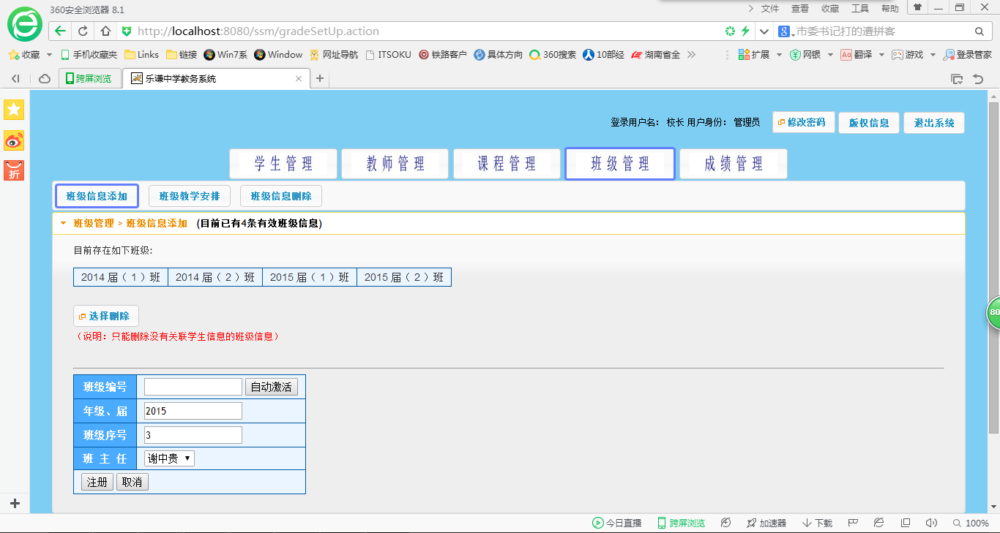 360安全浏览器 8.1
文件 查看 收藏 工具 帮助
http://localhost:8080/ssm/gradeSetUp.action
市委书记打的遭拼客
收藏 手机收藏夹 Links 链接 Win7系 Window 网址导航 ITSOKU 铁路客户 具体方向 360搜索 10部经 湖南省全 扩展 网银 翻译 游戏 登录管家
跨屏浏览 乐谦中学教务系统
登录用户名： 校长 用户身份： 管理员 修改密码 版权信息 退出系统
学生管理 教师管理 课程管理 班级管理 成绩管理
折
班级信息添加 班级教学安排 班级信息删除
班级管理 > 班级信息添加 (目前已有4条有效班级信息)
目前存在如下班级:
2014 届（ 1 ）班 2014 届（ 2 ）班 2015 届（ 1 ）班 2015 届（ 2 ）班
80
选择删除
（说明：只能删除没有关联学生信息的班级信息）
班级编号 自动激活
年级、届 2015
班级序号 3
班 主 任 谢中贵
注册 取消
今日直播 跨屏浏览 加速器 下载 100%